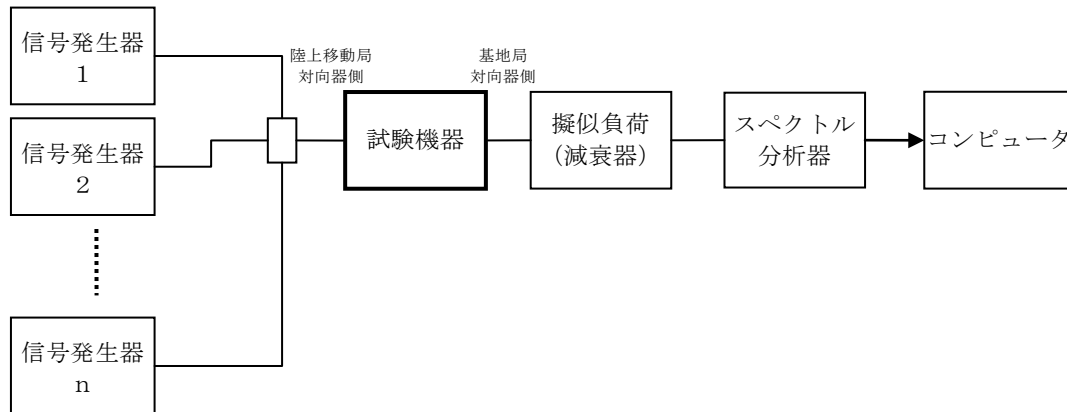 信号発生器
1
信号発生器
2
信号発生器
n
陸上移動局
対向器側
試験機器
基地局
対向器側
擬似負荷
(減衰器)
スペクトル
分析器
コンピュータ